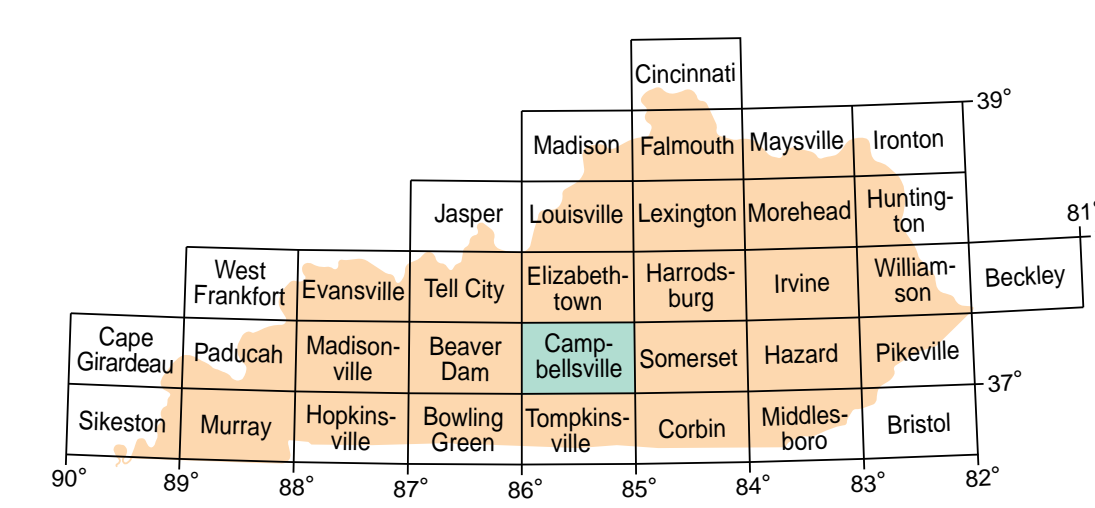 Cincinnati
39°
Madison
Falmouth
Maysville
Ironton
Jasper
Louisville
Lexington
Morehead
Hunting-
ton
81°
West
Frankfort
Evansville
Tell City
Elizabeth-
town
Harrods-
burg
Irvine
William-
son
Beckley
Cape
Girardeau
Paducah
Madison-
ville
Beaver
Dam
Camp-
bellsville
Somerset
Hazard
Pikeville
37°
Sikeston
Murray
Hopkins-
ville
Bowling
Green
Tompkins-
ville
Corbin
Middles-
boro
Bristol
90°
89°
88°
87°
86°
85°
84°
83°
82°